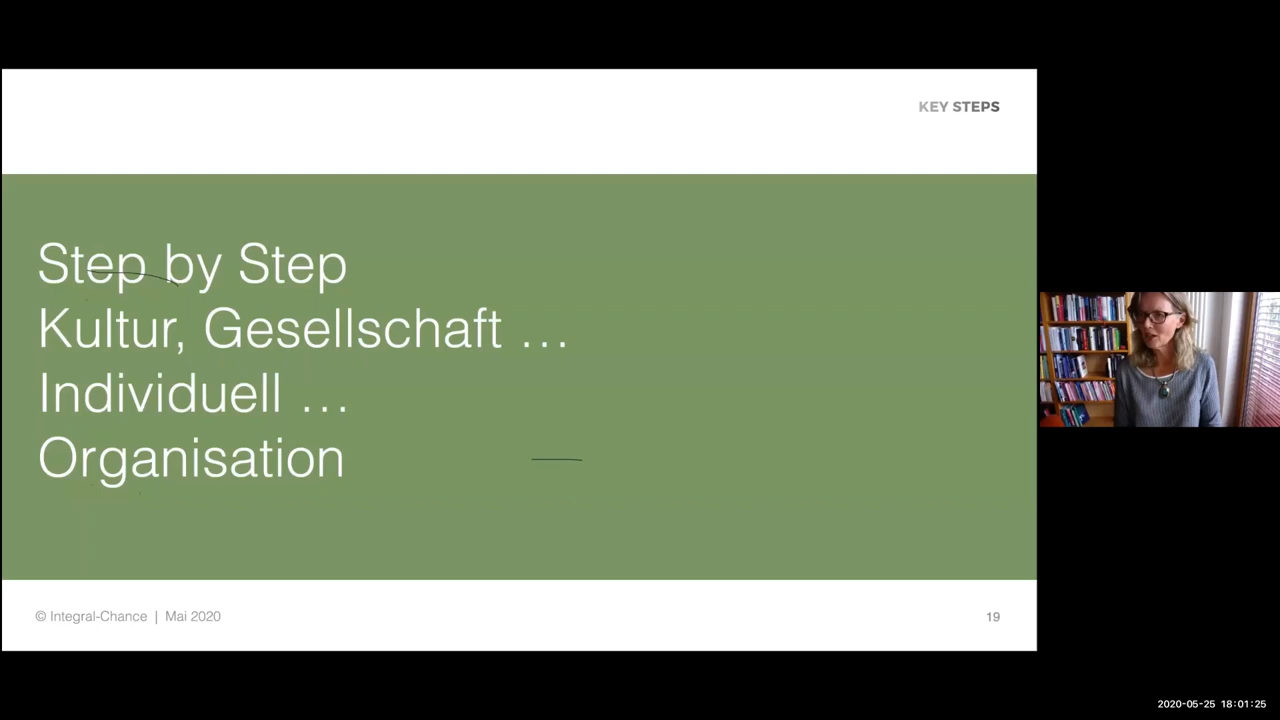 KEY STEPS
Step by Step
Kultur, Gesellschaft …
Individuell …
Organisation
© Integral-Chance | Mai 2020
19
2020-05-25 18:01:25